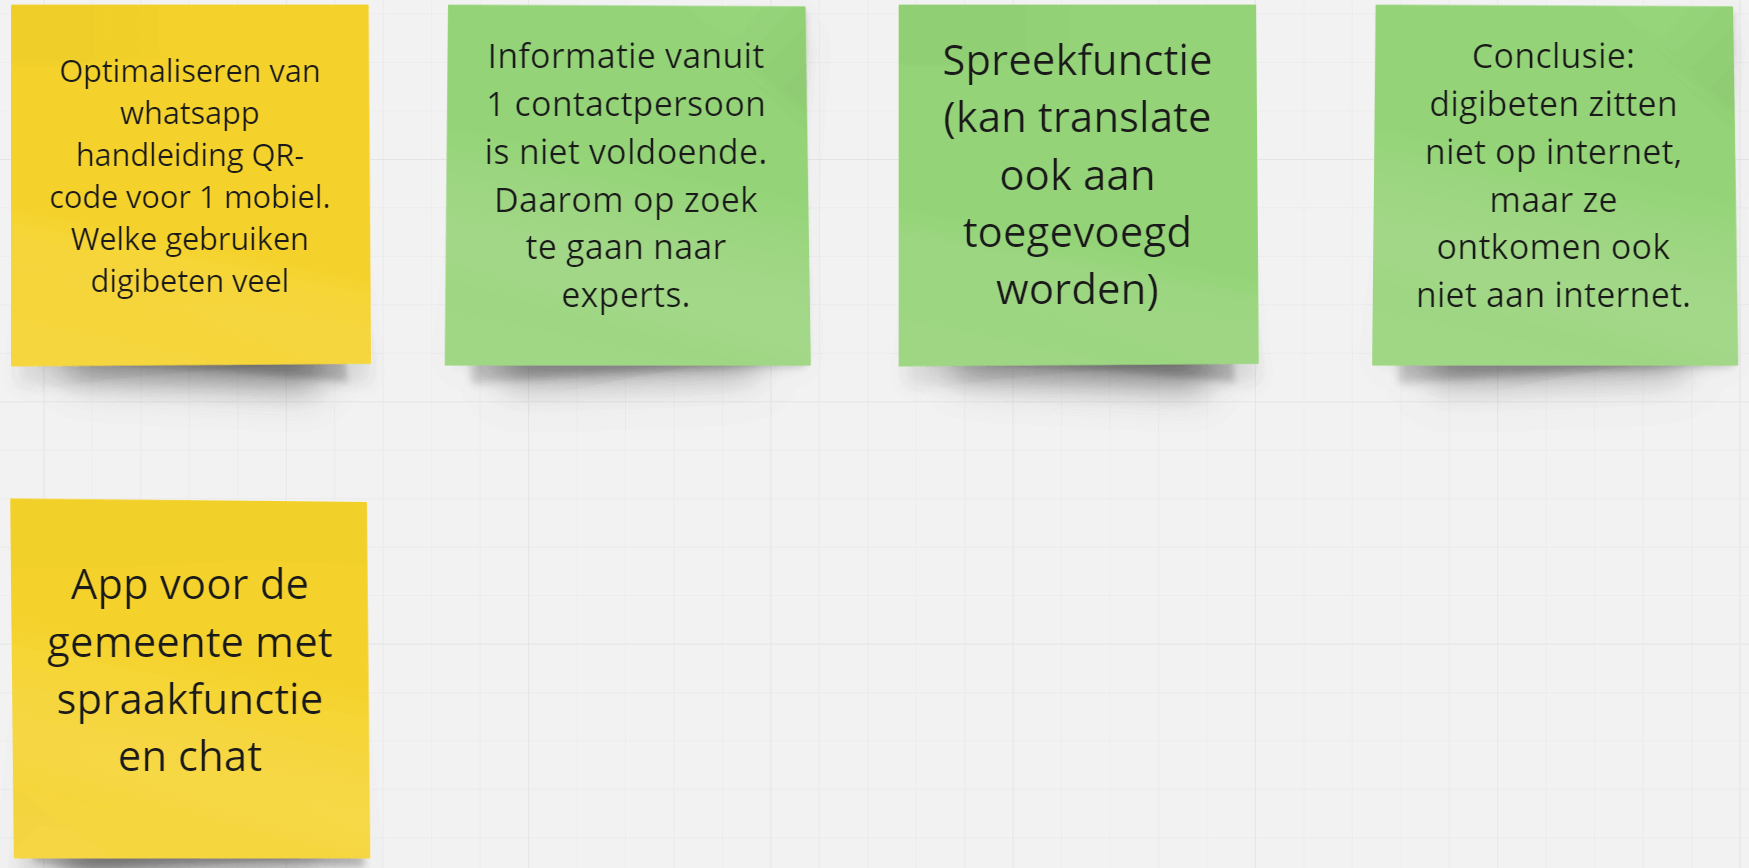 Optimaliseren van
whatsapp
handleiding QR-
code voor 1 mobiel.
Welke gebruiken
digibeten veel
Informatie vanuit
1 contactpersoon
is niet voldoende.
Daarom op zoek
te gaan naar
experts.
Spreekfunctie
(kan translate
ook aan
toegevoegd
worden)
Conclusie:
digibeten zitten
niet op internet,
maar ze
ontkomen ook
niet aan internet.
App voor de
gemeente met
spraakfunctie
en chat